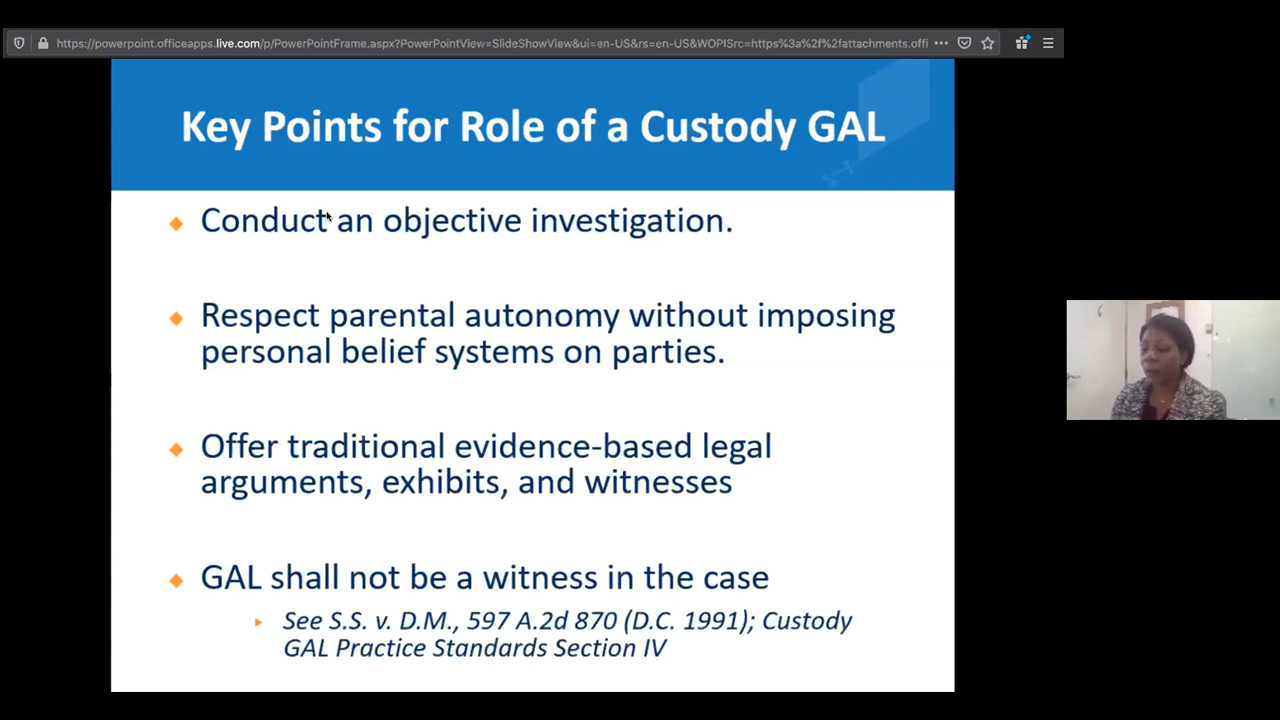 https://powerpoint.officeapps.live.com/p/PowerPointFrame.aspx?PowerPointView=SlideShowView&ui=en-US&rs=en-US&WOPISrc=https%3a%2f%2fattachments.offi
Key Points for Role of a Custody GAL
Conduct an objective investigation.
Respect parental autonomy without imposing
personal belief systems on parties.
Offer traditional evidence-based legal
arguments, exhibits, and witnesses
GAL shall not be a witness in the case
See S.S. v. D.M., 597 A.2d 870 (D.C. 1991); Custody
GAL Practice Standards Section IV